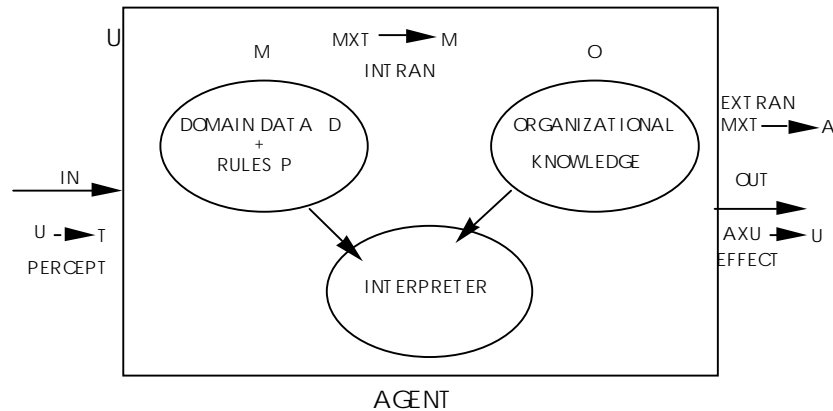 U
M
MXT → M
INTRAN
O
DOMAIN DATA D
+
RULES P
ORGANIZATIONAL
KNOWLEDGE
EXTRAN
MXT → A
IN
U → T
PERCEPT
OUT
AXU → U
EFFECT
INTERPRETER
AGENT